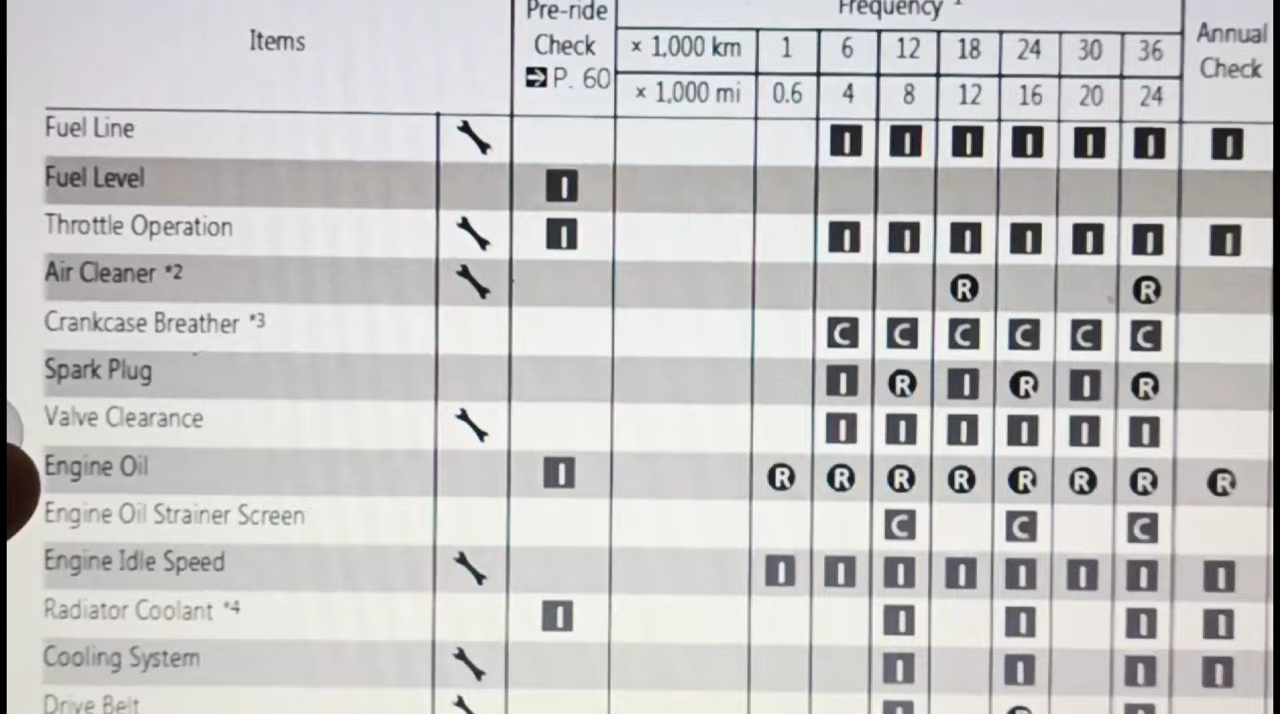 Pre-ride Check ➔ P. 60
Frequency *1
Items
Annual Check
× 1,000 km 1 6 12 18 24 30 36
× 1,000 mi 0.6 4 8 12 16 20 24
Fuel Line I I I I I I I
Fuel Level I
Throttle Operation I I I I I I I I
Air Cleaner *2 R R
Crankcase Breather *3 C C C C C C
Spark Plug I R I R I R
Valve Clearance I I I I I I
Engine Oil I R R R R R R R R
Engine Oil Strainer Screen C C C
Engine Idle Speed I I I I I I I I
Radiator Coolant *4 I I I I I
Cooling System I I I I
Drive Belt